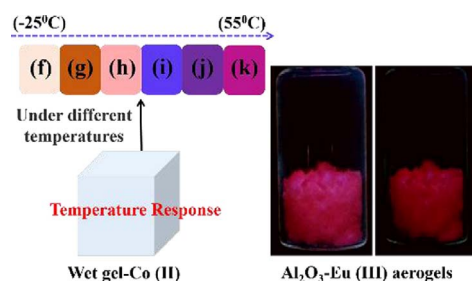 (-25⁰C) (55⁰C)
(f) (g) (h) (i) (j) (k)
Under different
temperatures
Temperature Response
Wet gel-Co (II)
Al₂O₃-Eu (III) aerogels